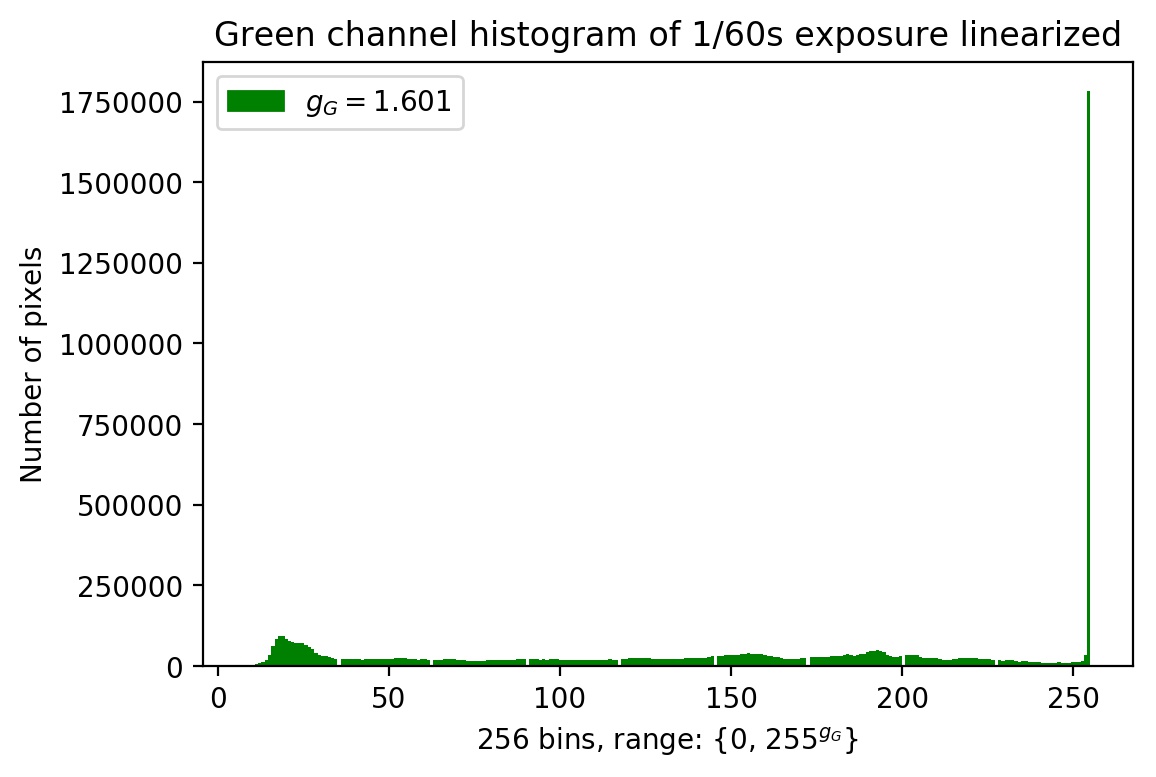 Green channel histogram of 1/60s exposure linearized
g_G = 1.601
Number of pixels
1750000
1500000
1250000
1000000
750000
500000
250000
0
0 50 100 150 200 250
256 bins, range: {0, 255^{g_G}}